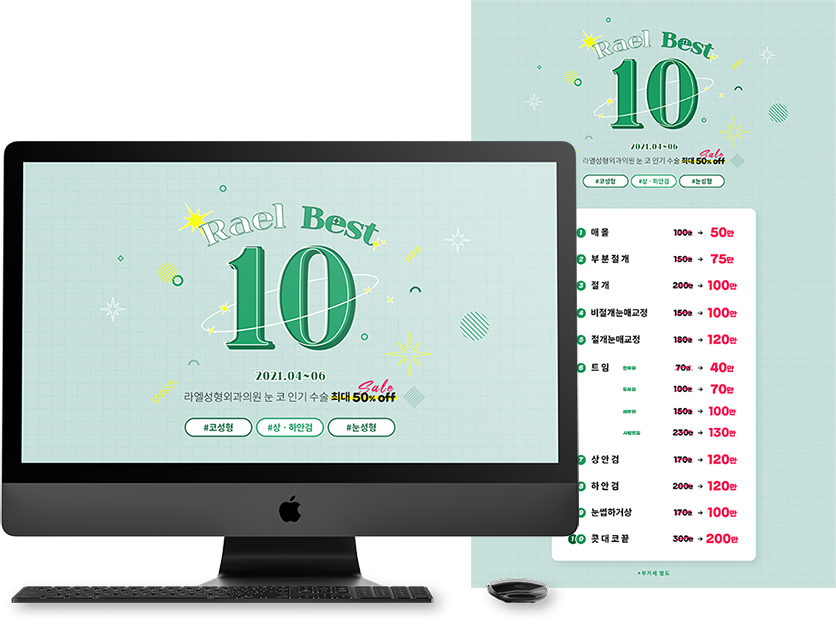 Rael Best
10
2021.04~06
Sale
라엘성형외과의원 눈 코 인기 수술 최대 50% off
#코성형 #상·하안검 #눈성형
Rael Best
10
2021.04~06
Sale
라엘성형외과의원 눈 코 인기 수술 최대 50% off
#코성형 #상·하안검 #눈성형
1 매몰 100만 → 50만
2 부분절개 150만 → 75만
3 절개 200만 → 100만
4 비절개눈매교정 150만 → 100만
5 절개눈매교정 180만 → 120만
6 트임 70만 → 40만
100만 → 70만
150만 → 100만
230만 → 130만
7 상안검 170만 → 120만
8 하안검 200만 → 120만
9 눈썹하거상 170만 → 100만
10 콧대코끝 300만 → 200만
*부가세 별도